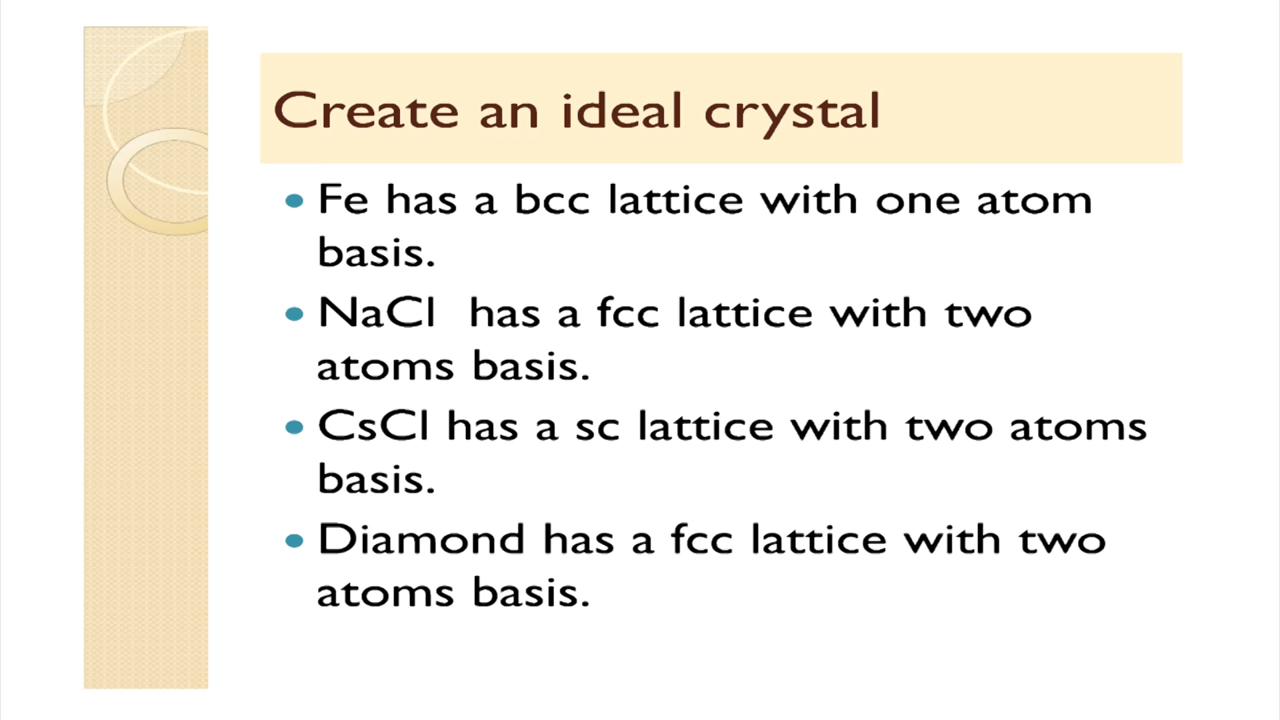 Create an ideal crystal
• Fe has a bcc lattice with one atom
basis.
• NaCl has a fcc lattice with two
atoms basis.
• CsCl has a sc lattice with two atoms
basis.
• Diamond has a fcc lattice with two
atoms basis.